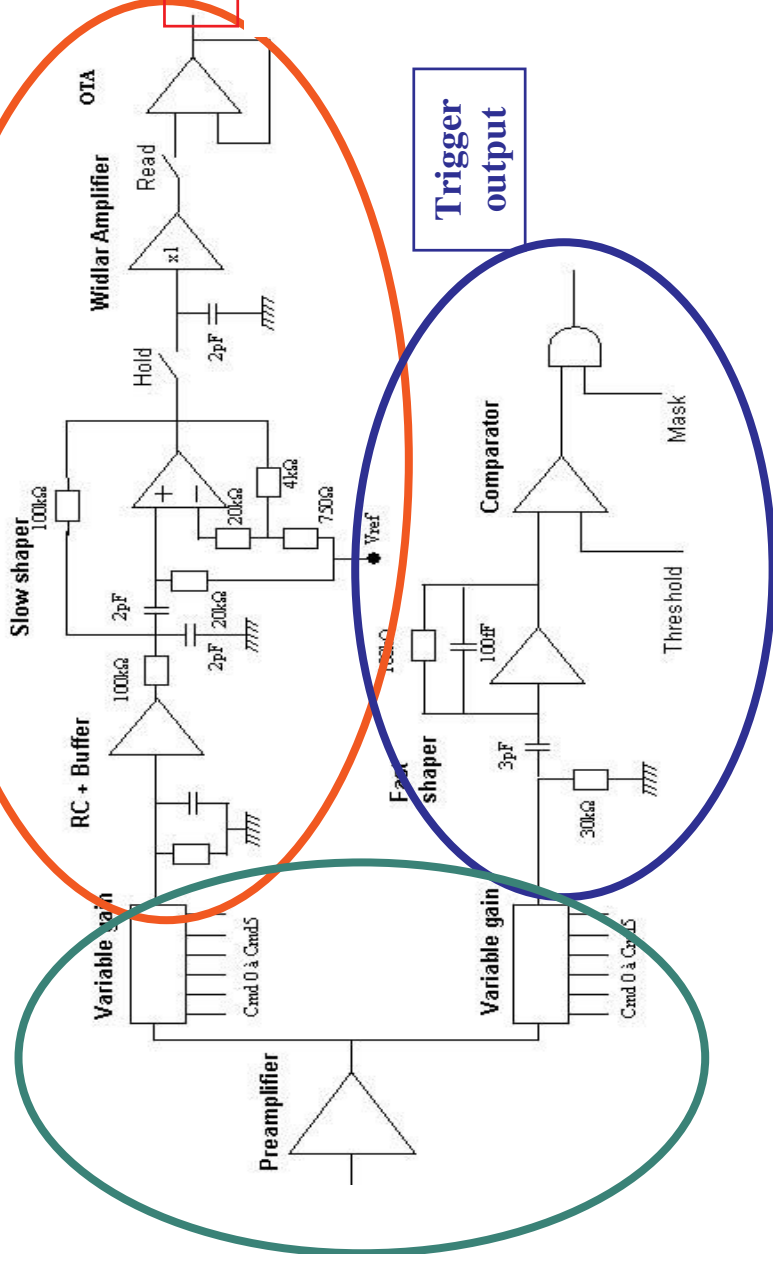 Slow shaper
100kΩ
RC + Buffer
Widlar Amplifier
OTA
Variable gain
100kΩ
2pF
Hold
Read
+
−
x1
2pF
20kΩ
20kΩ
4kΩ
2pF
Cmd 0 à Cmd5
750Ω
Vref
Preamplifier
Fast
shaper
100fF
Trigger
output
Variable gain
Comparator
3pF
30kΩ
Cmd 0 à Cmd5
Threshold
Mask